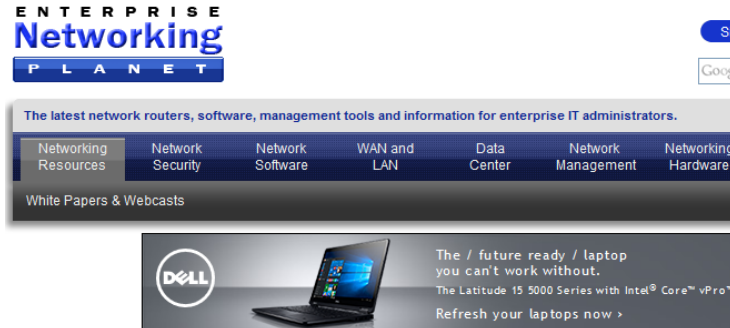 ENTERPRISE
Networking
PLANET
The latest network routers, software, management tools and information for enterprise IT administrators.
Networking Resources
Network Security
Network Software
WAN and LAN
Data Center
Network Management
Networking Hardware
White Papers & Webcasts
DELL
The / future ready / laptop
you can't work without.
The Latitude 15 5000 Series with Intel® Core™ vPro™
Refresh your laptops now ›